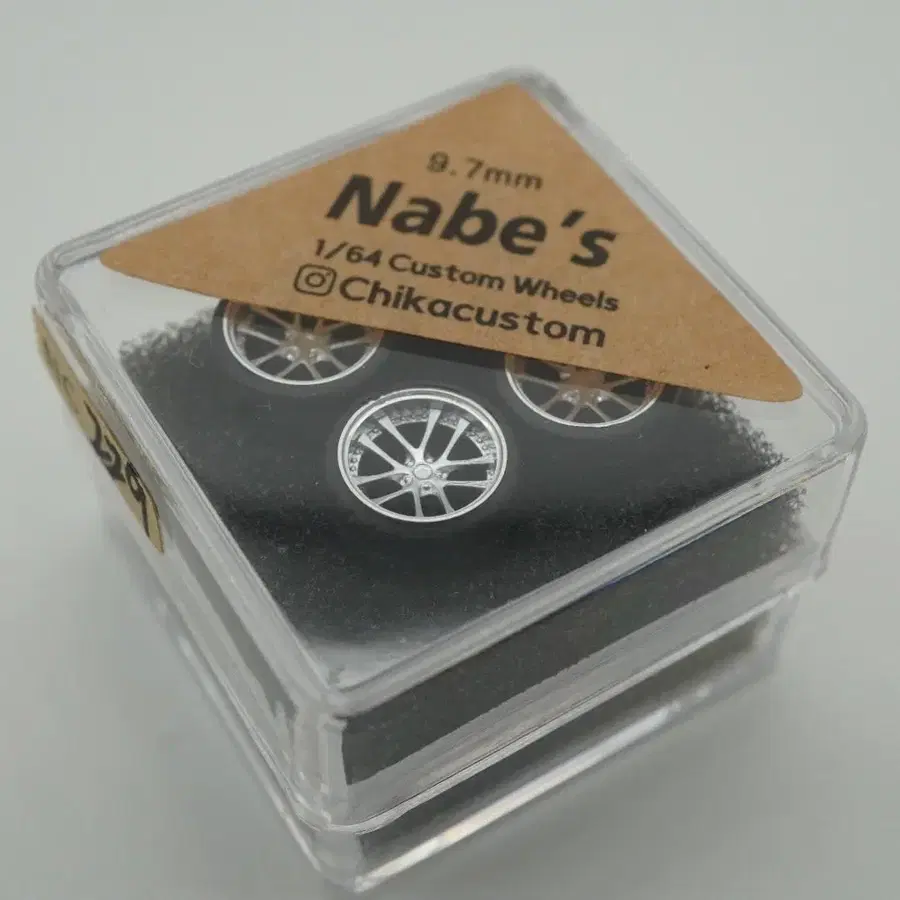 9.7mm
Nabe's
1/64 Custom Wheels
Chikacustom